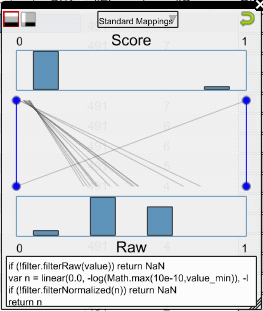 Standard Mappings
0 Score 1
0 Raw 1
if (!filter.filterRaw(value)) return NaN
var n = linear(0.0, -log(Math.max(10e-10,value_min)), -l
if (!filter.filterNormalized(n)) return NaN
return n